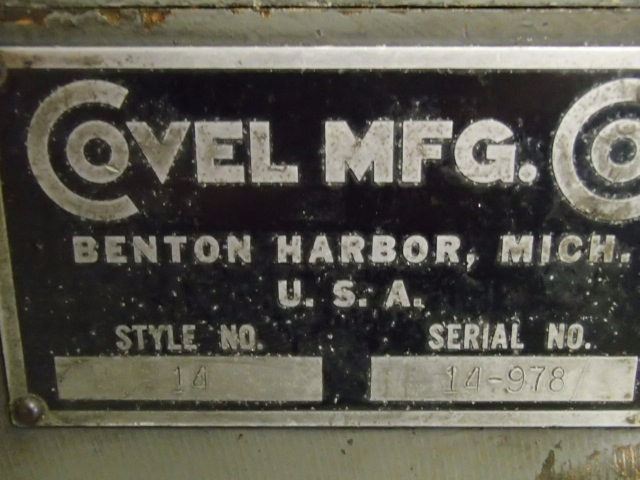 COVEL MFG. CO
BENTON HARBOR, MICH.
U. S. A.
STYLE NO. SERIAL NO.
14 14-978